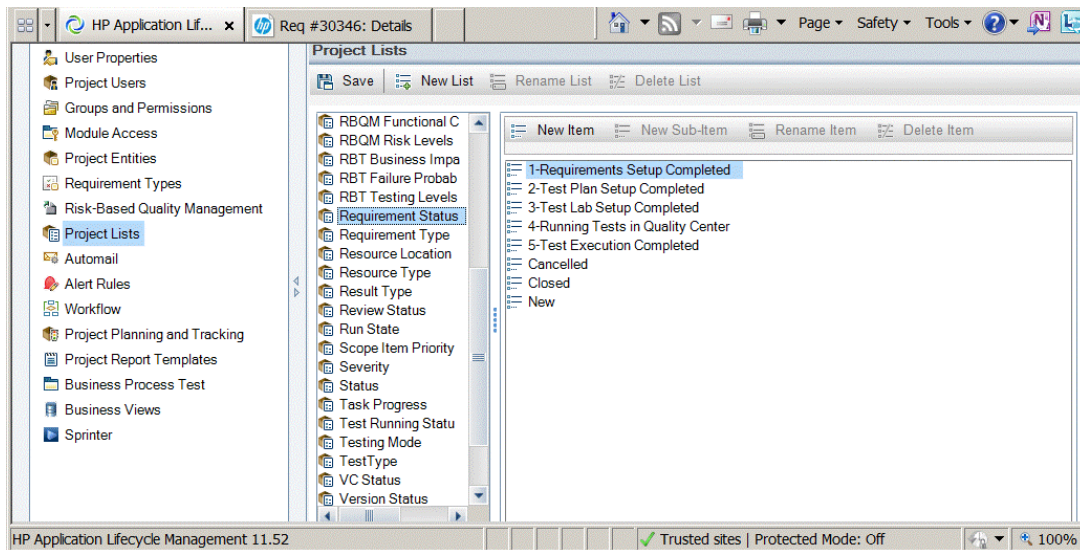 HP Application Lif... x
Req #30346: Details
Page Safety Tools
User Properties
Project Users
Groups and Permissions
Module Access
Project Entities
Requirement Types
Risk-Based Quality Management
Project Lists
Automail
Alert Rules
Workflow
Project Planning and Tracking
Project Report Templates
Business Process Test
Business Views
Sprinter
Project Lists
Save New List Rename List Delete List
RBQM Functional C
RBQM Risk Levels
RBT Business Impa
RBT Failure Probab
RBT Testing Levels
Requirement Status
Requirement Type
Resource Location
Resource Type
Result Type
Review Status
Run State
Scope Item Priority
Severity
Status
Task Progress
Test Running Statu
Testing Mode
TestType
VC Status
Version Status
New Item New Sub-Item Rename Item Delete Item
1-Requirements Setup Completed
2-Test Plan Setup Completed
3-Test Lab Setup Completed
4-Running Tests in Quality Center
5-Test Execution Completed
Cancelled
Closed
New
HP Application Lifecycle Management 11.52
Trusted sites | Protected Mode: Off
100%